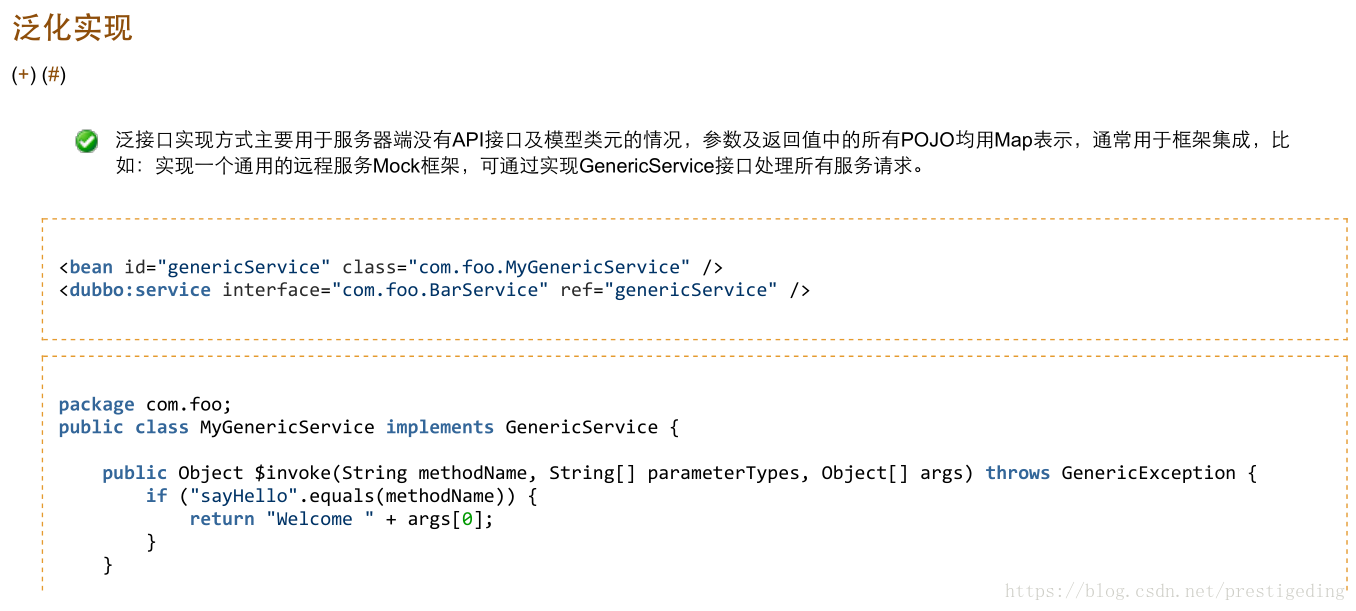 泛化实现
(+) (#)
泛接口实现方式主要用于服务器端没有API接口及模型类元的情况，参数及返回值中的所有POJO均用Map表示，通常用于框架集成，比
如：实现一个通用的远程服务Mock框架，可通过实现GenericService接口处理所有服务请求。
<bean id="genericService" class="com.foo.MyGenericService" />
<dubbo:service interface="com.foo.BarService" ref="genericService" />
package com.foo;
public class MyGenericService implements GenericService {
    public Object $invoke(String methodName, String[] parameterTypes, Object[] args) throws GenericException {
        if ("sayHello".equals(methodName)) {
            return "Welcome " + args[0];
        }
    }
https://blog.csdn.net/prestigeding